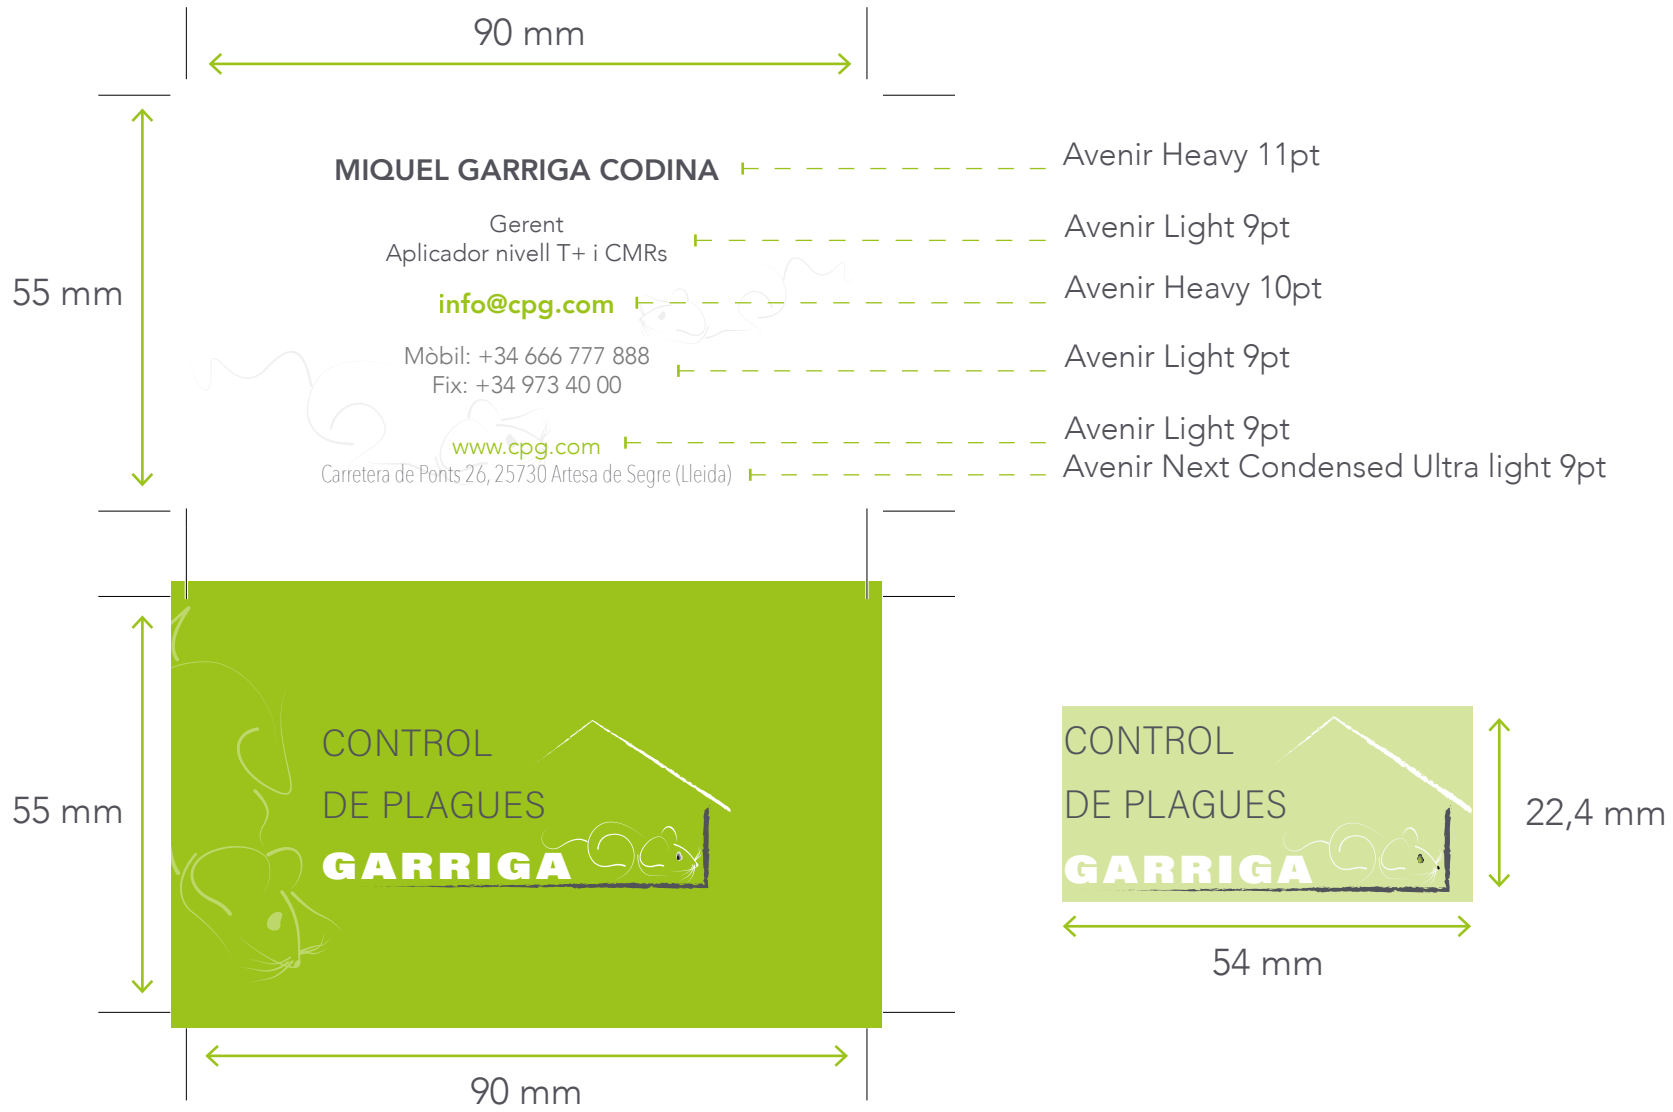 90 mm
55 mm
MIQUEL GARRIGA CODINA
Avenir Heavy 11pt
Gerent
Aplicador nivell T+ i CMRs
Avenir Light 9pt
info@cpg.com
Avenir Heavy 10pt
Mòbil: +34 666 777 888
Fix: +34 973 40 00
Avenir Light 9pt
www.cpg.com
Avenir Light 9pt
Carretera de Ponts 26, 25730 Artesa de Segre (Lleida)
Avenir Next Condensed Ultra light 9pt
55 mm
CONTROL
DE PLAGUES
GARRIGA
90 mm
CONTROL
DE PLAGUES
GARRIGA
22,4 mm
54 mm